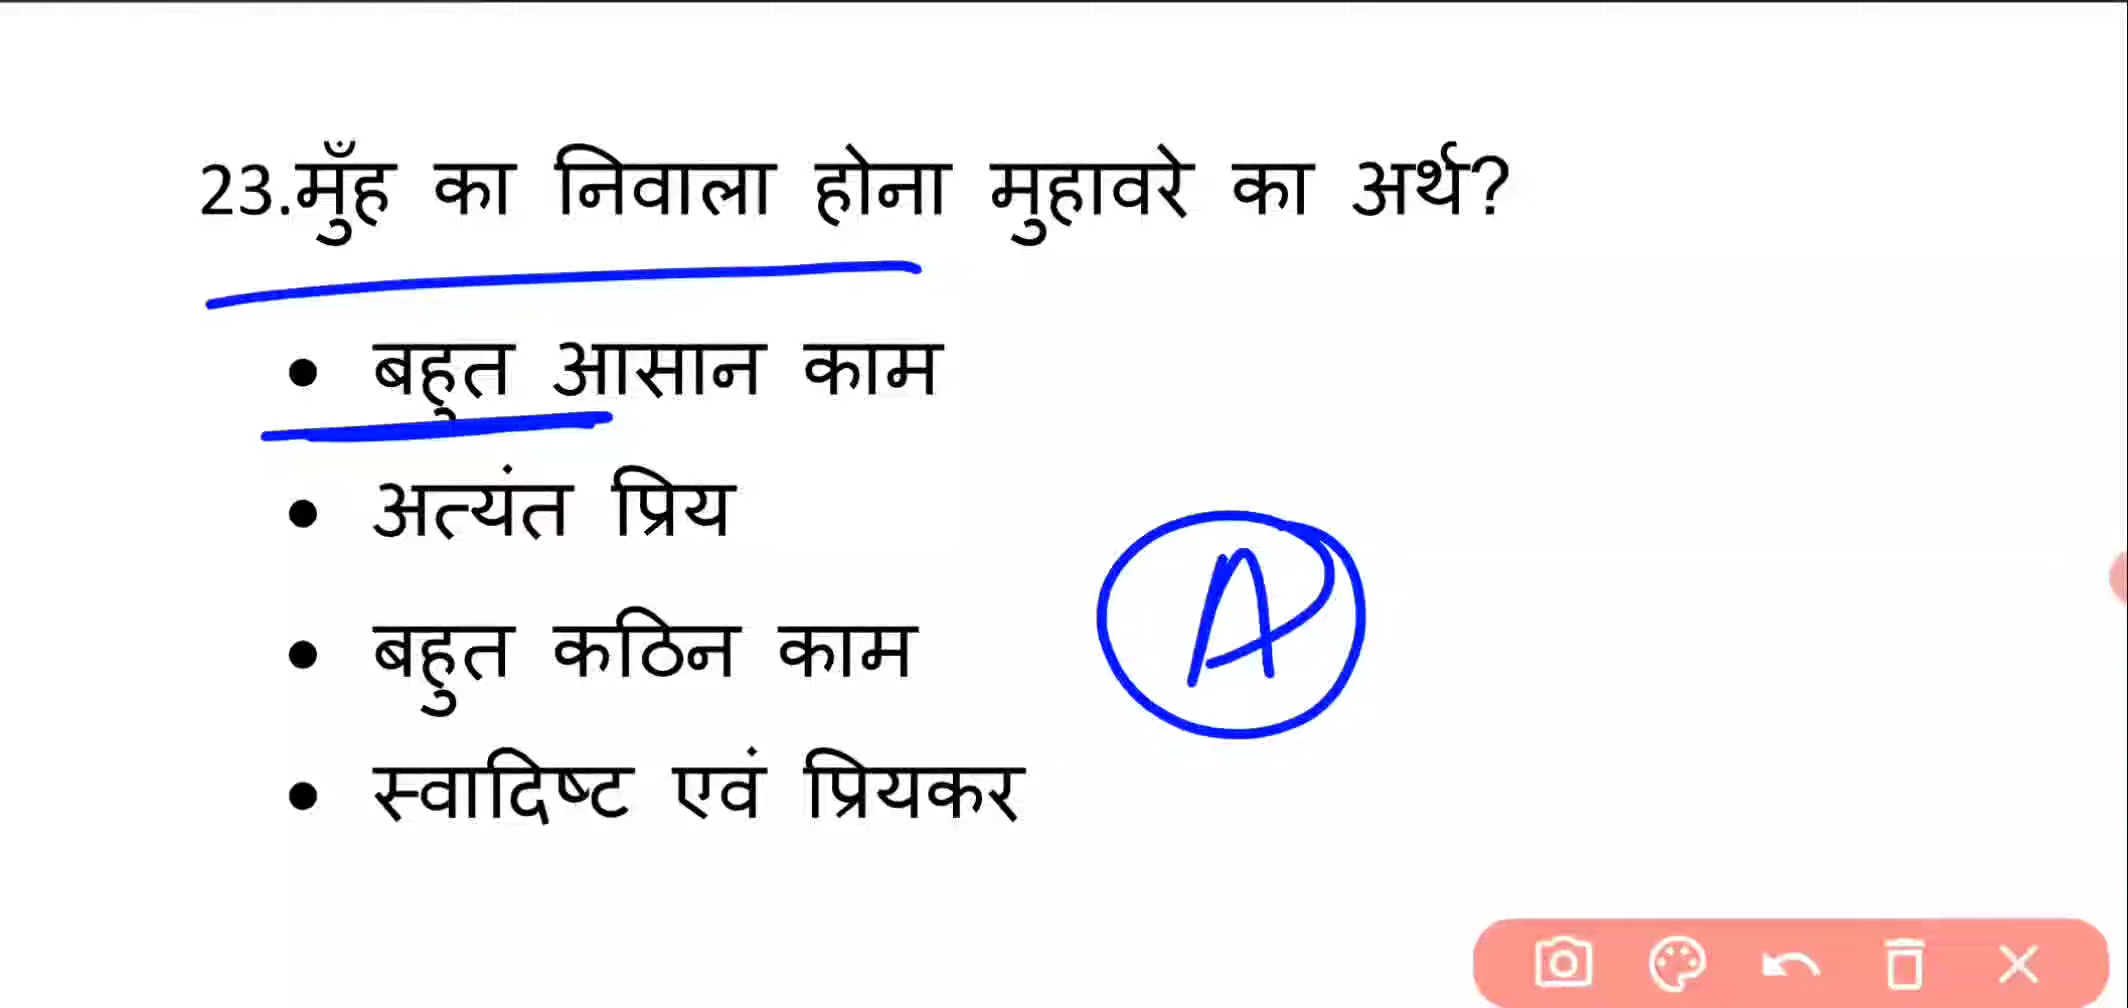 23.मुँह का निवाला होना मुहावरे का अर्थ?
• बहुत आसान काम
• अत्यंत प्रिय
• बहुत कठिन काम
• स्वादिष्ट एवं प्रियकर
A